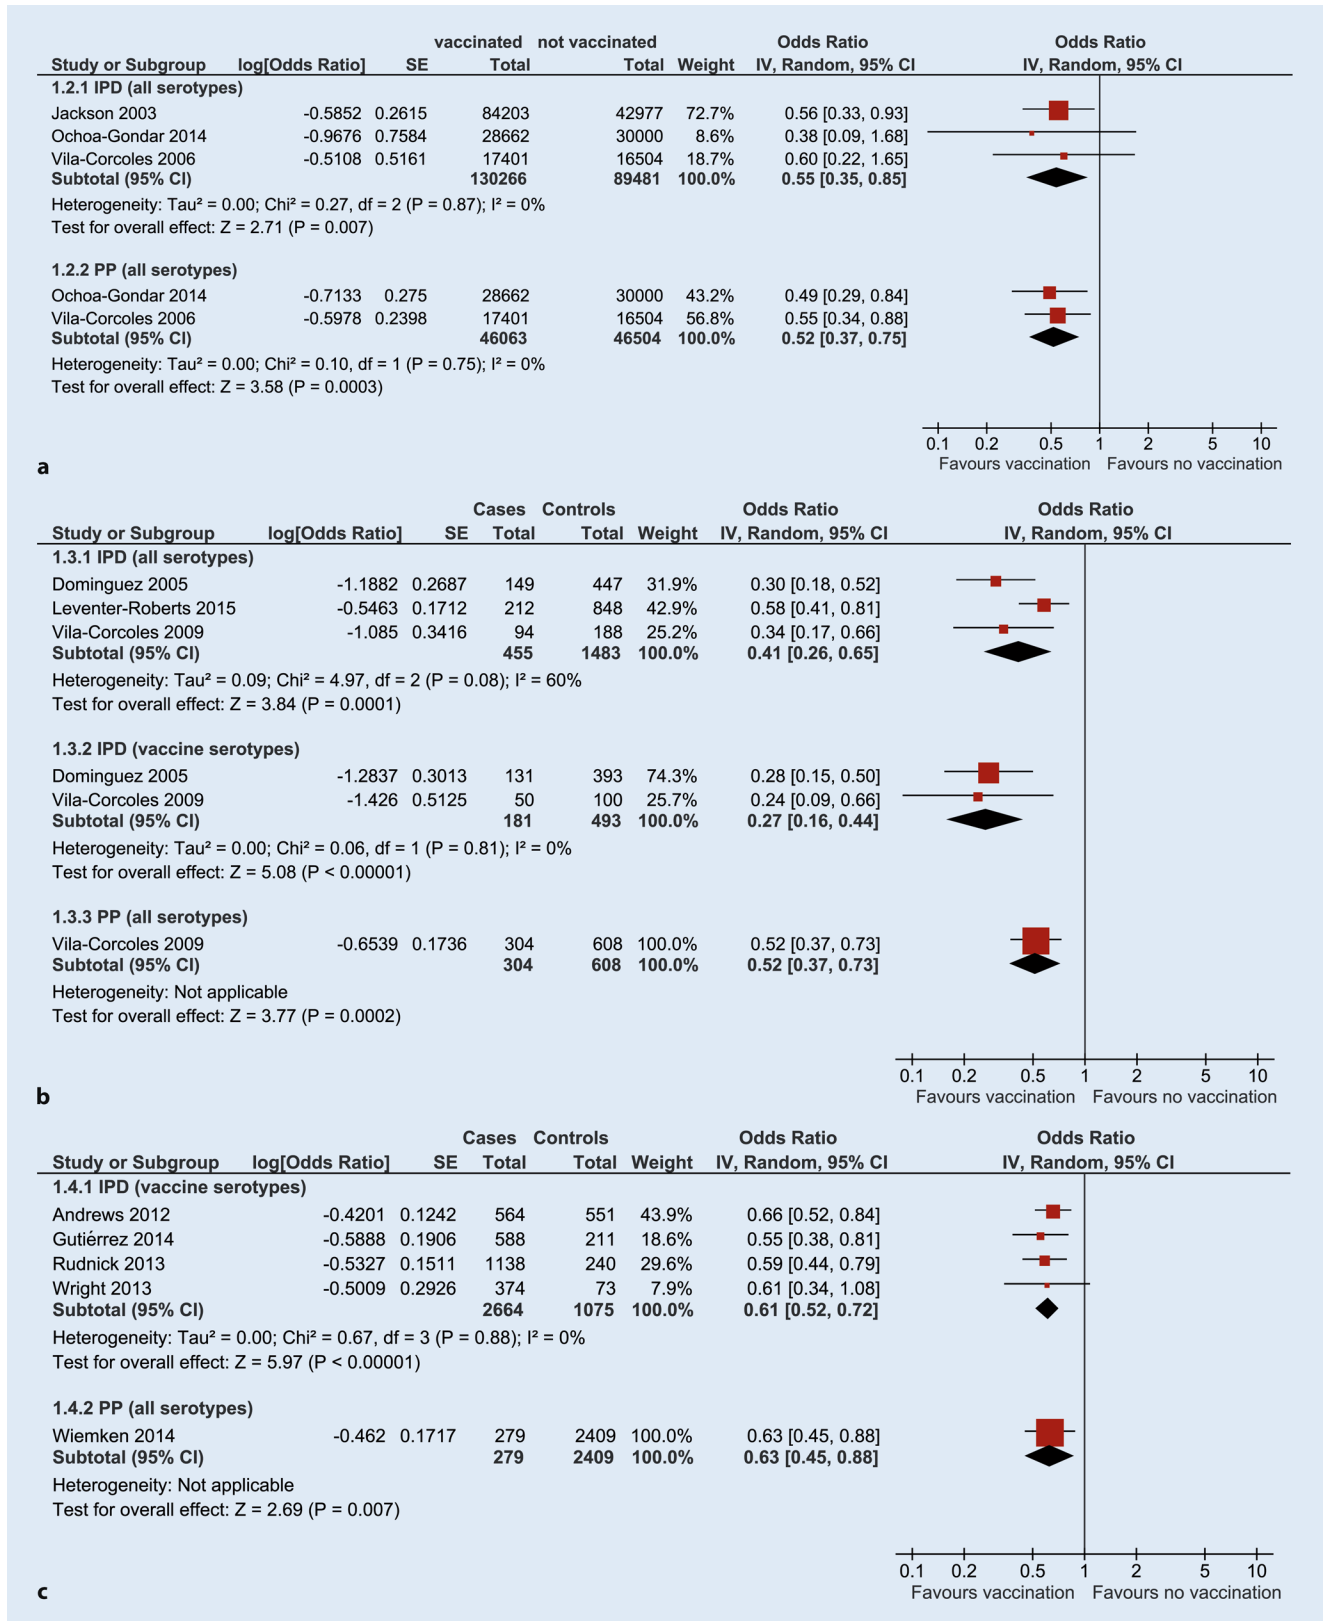 vaccinated not vaccinated Odds Ratio Odds Ratio
Study or Subgroup log[Odds Ratio] SE Total Total Weight IV, Random, 95% CI IV, Random, 95% CI
1.2.1 IPD (all serotypes)
Jackson 2003 -0.5852 0.2615 84203 42977 72.7% 0.56 [0.33, 0.93]
Ochoa-Gondar 2014 -0.9676 0.7584 28662 30000 8.6% 0.38 [0.09, 1.68]
Vila-Corcoles 2006 -0.5108 0.5161 17401 16504 18.7% 0.60 [0.22, 1.65]
Subtotal (95% CI) 130266 89481 100.0% 0.55 [0.35, 0.85]
Heterogeneity: Tau² = 0.00; Chi² = 0.27, df = 2 (P = 0.87); I² = 0%
Test for overall effect: Z = 2.71 (P = 0.007)
1.2.2 PP (all serotypes)
Ochoa-Gondar 2014 -0.7133 0.275 28662 30000 43.2% 0.49 [0.29, 0.84]
Vila-Corcoles 2006 -0.5978 0.2398 17401 16504 56.8% 0.55 [0.34, 0.88]
Subtotal (95% CI) 46063 46504 100.0% 0.52 [0.37, 0.75]
Heterogeneity: Tau² = 0.00; Chi² = 0.10, df = 1 (P = 0.75); I² = 0%
Test for overall effect: Z = 3.58 (P = 0.0003)
0.1 0.2 0.5 1 2 5 10
Favours vaccination Favours no vaccination
a
Cases Controls Odds Ratio Odds Ratio
Study or Subgroup log[Odds Ratio] SE Total Total Weight IV, Random, 95% CI IV, Random, 95% CI
1.3.1 IPD (all serotypes)
Dominguez 2005 -1.1882 0.2687 149 447 31.9% 0.30 [0.18, 0.52]
Leventer-Roberts 2015 -0.5463 0.1712 212 848 42.9% 0.58 [0.41, 0.81]
Vila-Corcoles 2009 -1.085 0.3416 94 188 25.2% 0.34 [0.17, 0.66]
Subtotal (95% CI) 455 1483 100.0% 0.41 [0.26, 0.65]
Heterogeneity: Tau² = 0.09; Chi² = 4.97, df = 2 (P = 0.08); I² = 60%
Test for overall effect: Z = 3.84 (P = 0.0001)
1.3.2 IPD (vaccine serotypes)
Dominguez 2005 -1.2837 0.3013 131 393 74.3% 0.28 [0.15, 0.50]
Vila-Corcoles 2009 -1.426 0.5125 50 100 25.7% 0.24 [0.09, 0.66]
Subtotal (95% CI) 181 493 100.0% 0.27 [0.16, 0.44]
Heterogeneity: Tau² = 0.00; Chi² = 0.06, df = 1 (P = 0.81); I² = 0%
Test for overall effect: Z = 5.08 (P < 0.00001)
1.3.3 PP (all serotypes)
Vila-Corcoles 2009 -0.6539 0.1736 304 608 100.0% 0.52 [0.37, 0.73]
Subtotal (95% CI) 304 608 100.0% 0.52 [0.37, 0.73]
Heterogeneity: Not applicable
Test for overall effect: Z = 3.77 (P = 0.0002)
0.1 0.2 0.5 1 2 5 10
Favours vaccination Favours no vaccination
b
Cases Controls Odds Ratio Odds Ratio
Study or Subgroup log[Odds Ratio] SE Total Total Weight IV, Random, 95% CI IV, Random, 95% CI
1.4.1 IPD (vaccine serotypes)
Andrews 2012 -0.4201 0.1242 564 551 43.9% 0.66 [0.52, 0.84]
Gutiérrez 2014 -0.5888 0.1906 588 211 18.6% 0.55 [0.38, 0.81]
Rudnick 2013 -0.5327 0.1511 1138 240 29.6% 0.59 [0.44, 0.79]
Wright 2013 -0.5009 0.2926 374 73 7.9% 0.61 [0.34, 1.08]
Subtotal (95% CI) 2664 1075 100.0% 0.61 [0.52, 0.72]
Heterogeneity: Tau² = 0.00; Chi² = 0.67, df = 3 (P = 0.88); I² = 0%
Test for overall effect: Z = 5.97 (P < 0.00001)
1.4.2 PP (all serotypes)
Wiemken 2014 -0.462 0.1717 279 2409 100.0% 0.63 [0.45, 0.88]
Subtotal (95% CI) 279 2409 100.0% 0.63 [0.45, 0.88]
Heterogeneity: Not applicable
Test for overall effect: Z = 2.69 (P = 0.007)
0.1 0.2 0.5 1 2 5 10
Favours vaccination Favours no vaccination
c